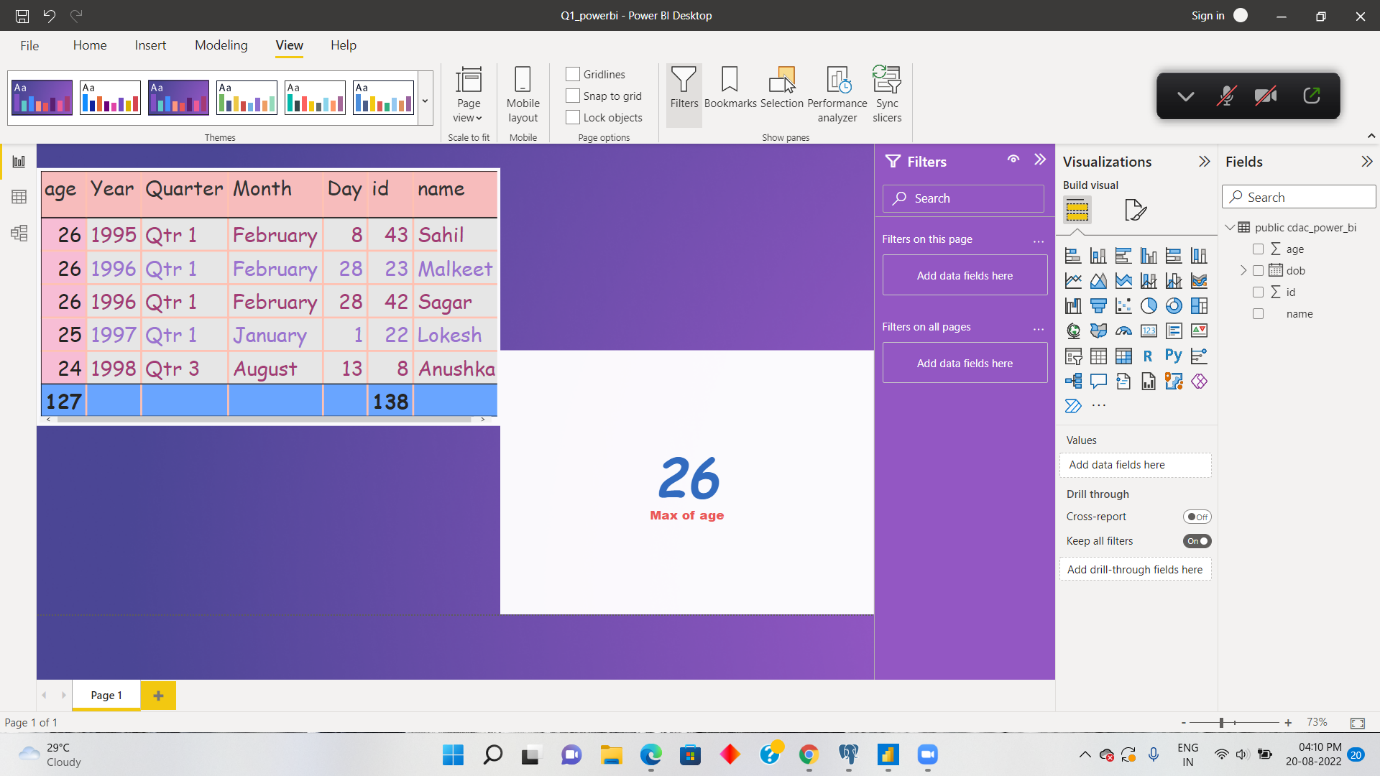 Q1_powerbi - Power BI Desktop
Sign in
File Home Insert Modeling View Help
Aa Aa Aa Aa Aa Aa
Themes
Page view
Scale to fit
Mobile layout
Mobile
Gridlines
Snap to grid
Lock objects
Page options
Filters Bookmarks Selection Performance analyzer Sync slicers
Show panes
age Year Quarter Month Day id name
26 1995 Qtr 1 February 8 43 Sahil
26 1996 Qtr 1 February 28 23 Malkeet
26 1996 Qtr 1 February 28 42 Sagar
25 1997 Qtr 1 January 1 22 Lokesh
24 1998 Qtr 3 August 13 8 Anushka
127 138
26
Max of age
Filters
Search
Filters on this page ...
Add data fields here
Filters on all pages ...
Add data fields here
Visualizations
Build visual
123
R Py
...
Values
Add data fields here
Drill through
Cross-report Off
Keep all filters On
Add drill-through fields here
Fields
Search
public cdac_power_bi
age
dob
id
name
Page 1
Page 1 of 1
- + 73%
29°C
Cloudy
ENG
IN
04:10 PM
20-08-2022
20